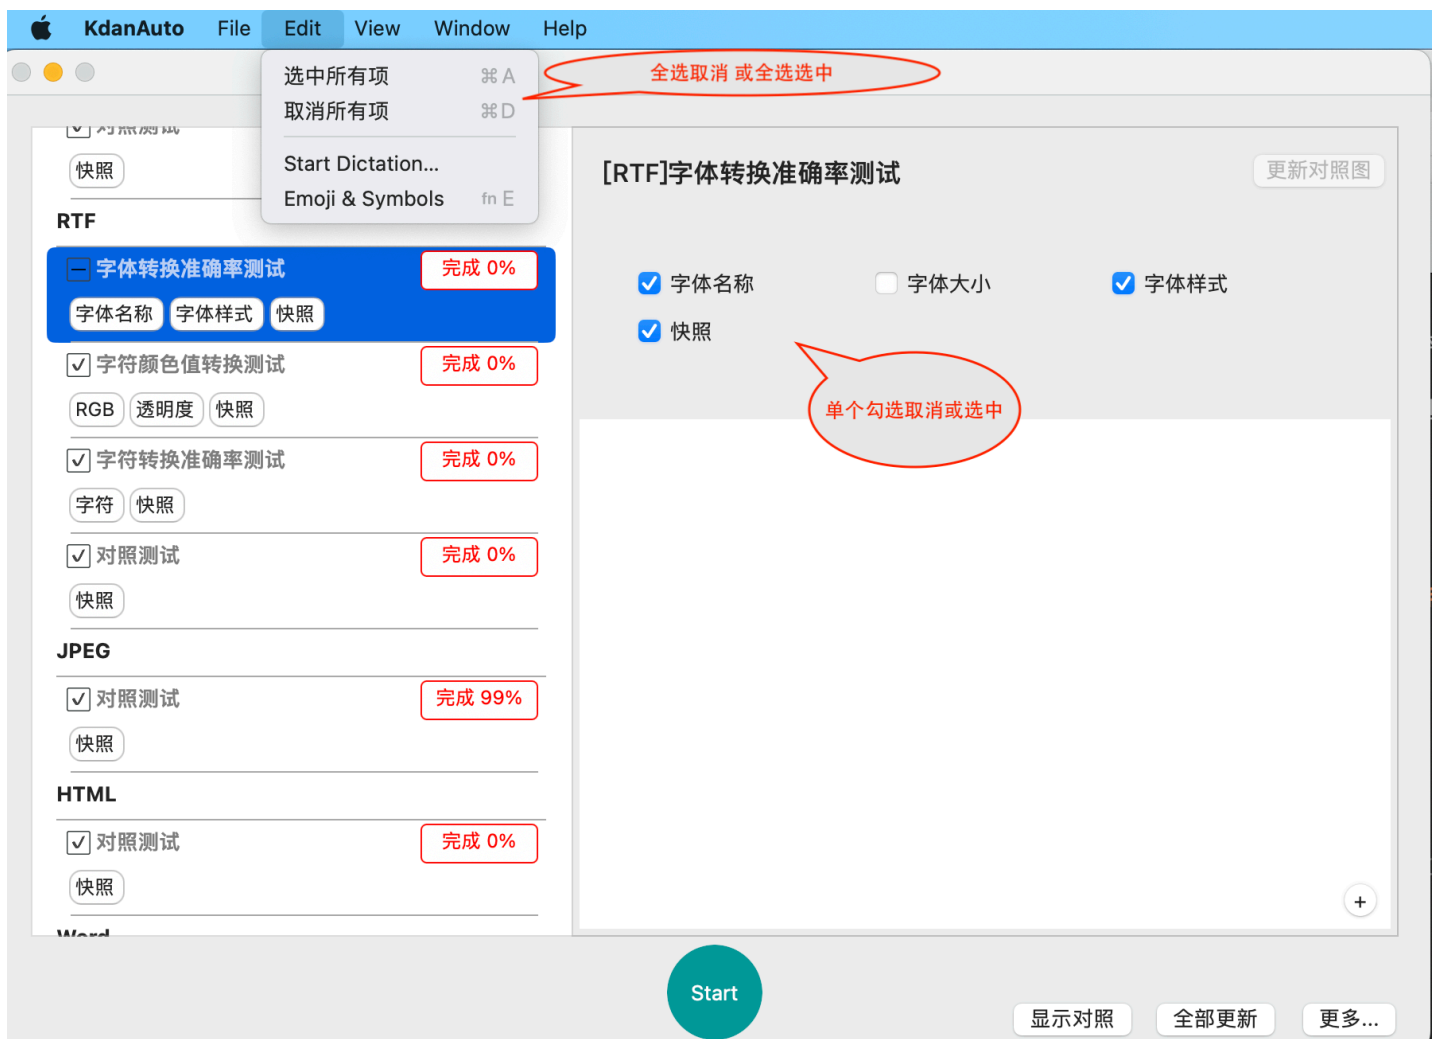 KdanAuto File Edit View Window Help
选中所有项 ⌘A
取消所有项 ⌘D
Start Dictation...
Emoji & Symbols fn E
全选取消 或全选选中
对照测试
快照
RTF
字体转换准确率测试 完成 0%
字体名称 字体样式 快照
字符颜色值转换测试 完成 0%
RGB 透明度 快照
字符转换准确率测试 完成 0%
字符 快照
对照测试 完成 0%
快照
JPEG
对照测试 完成 99%
快照
HTML
对照测试 完成 0%
快照
Word
[RTF]字体转换准确率测试 更新对照图
字体名称 字体大小 字体样式
快照
单个勾选取消或选中
+
Start
显示对照 全部更新 更多...